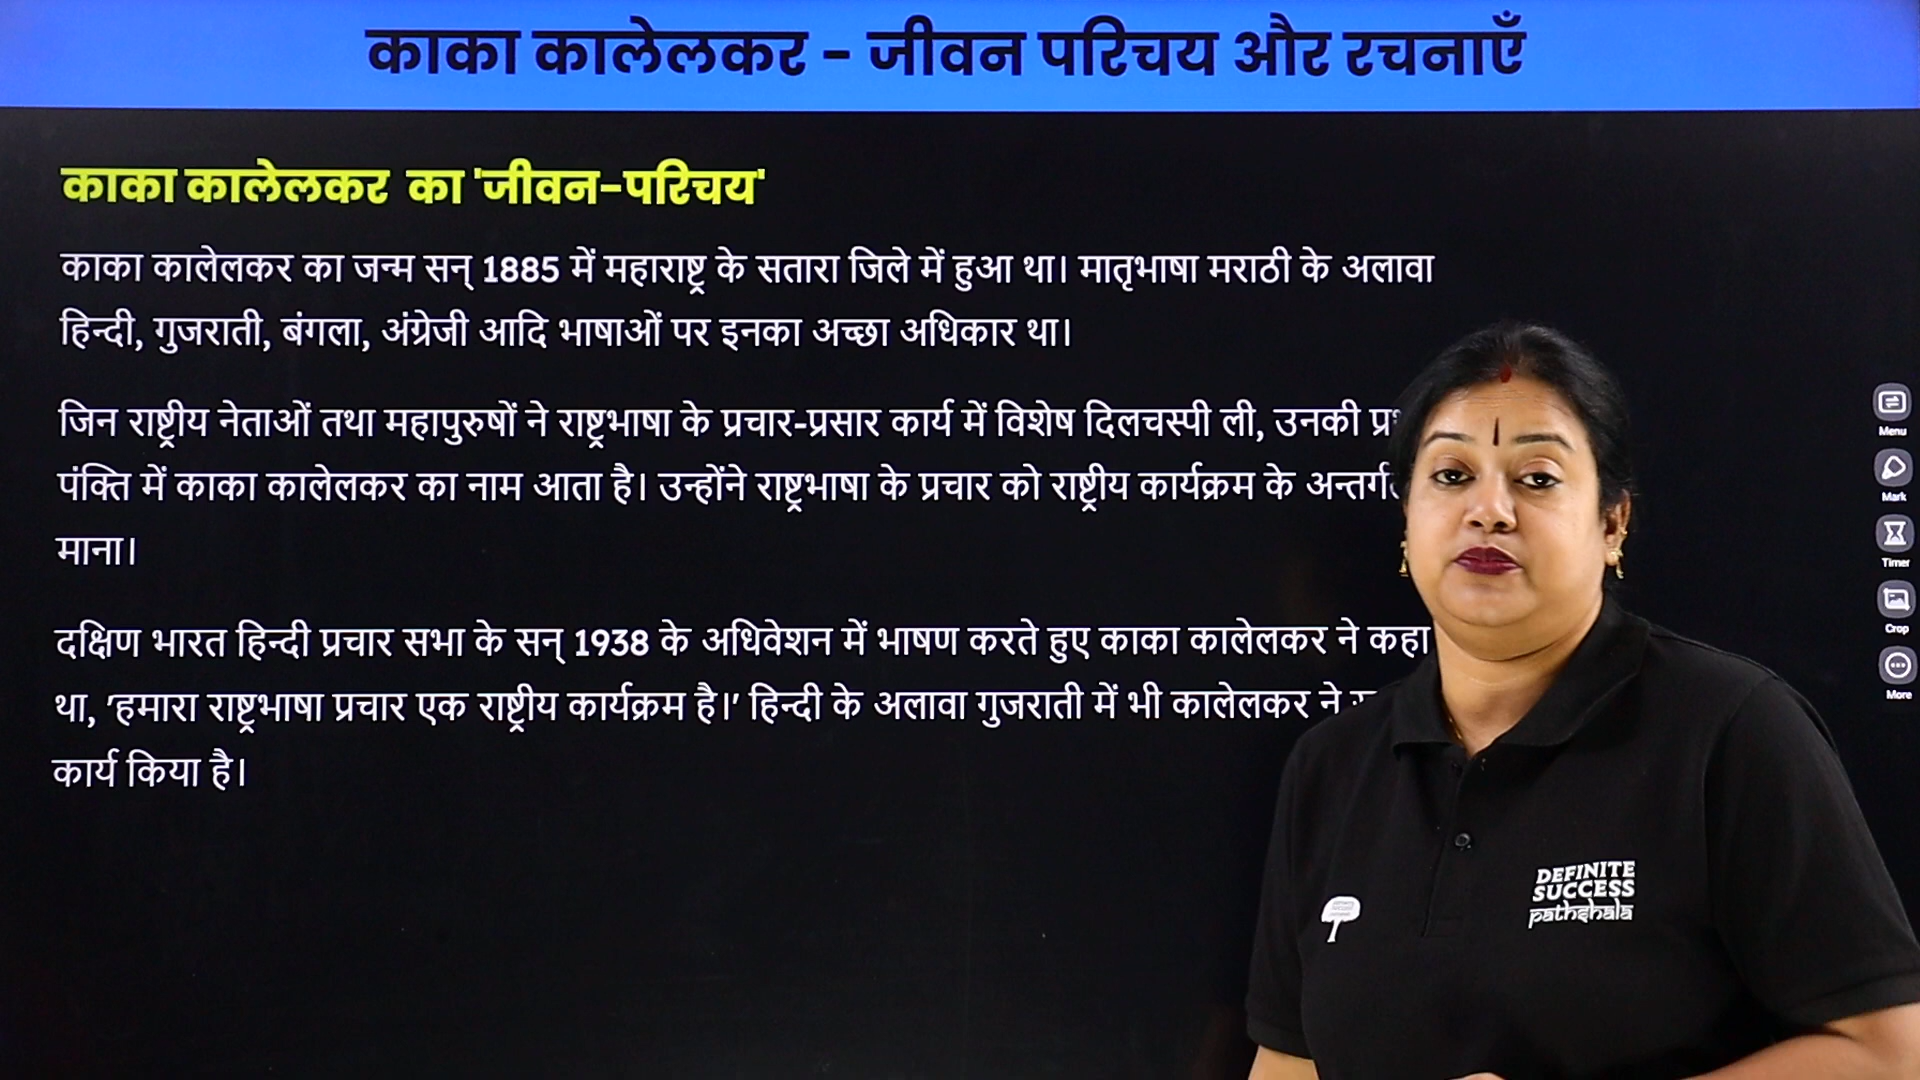 काका कालेलकर - जीवन परिचय और रचनाएँ
काका कालेलकर का 'जीवन-परिचय'
काका कालेलकर का जन्म सन् 1885 में महाराष्ट्र के सतारा जिले में हुआ था। मातृभाषा मराठी के अलावा
हिन्दी, गुजराती, बंगला, अंग्रेजी आदि भाषाओं पर इनका अच्छा अधिकार था।
जिन राष्ट्रीय नेताओं तथा महापुरुषों ने राष्ट्रभाषा के प्रचार-प्रसार कार्य में विशेष दिलचस्पी ली, उनकी
पंक्ति में काका कालेलकर का नाम आता है। उन्होंने राष्ट्रभाषा के प्रचार को राष्ट्रीय कार्यक्रम के
माना।
दक्षिण भारत हिन्दी प्रचार सभा के सन् 1938 के अधिवेशन में भाषण करते हुए काका कालेलकर ने कहा
था, 'हमारा राष्ट्रभाषा प्रचार एक राष्ट्रीय कार्यक्रम है।' हिन्दी के अलावा गुजराती में भी कालेलकर ने
कार्य किया है।
Menu
Mark
Timer
Crop
More
DEFINITE
SUCCESS
pathshala